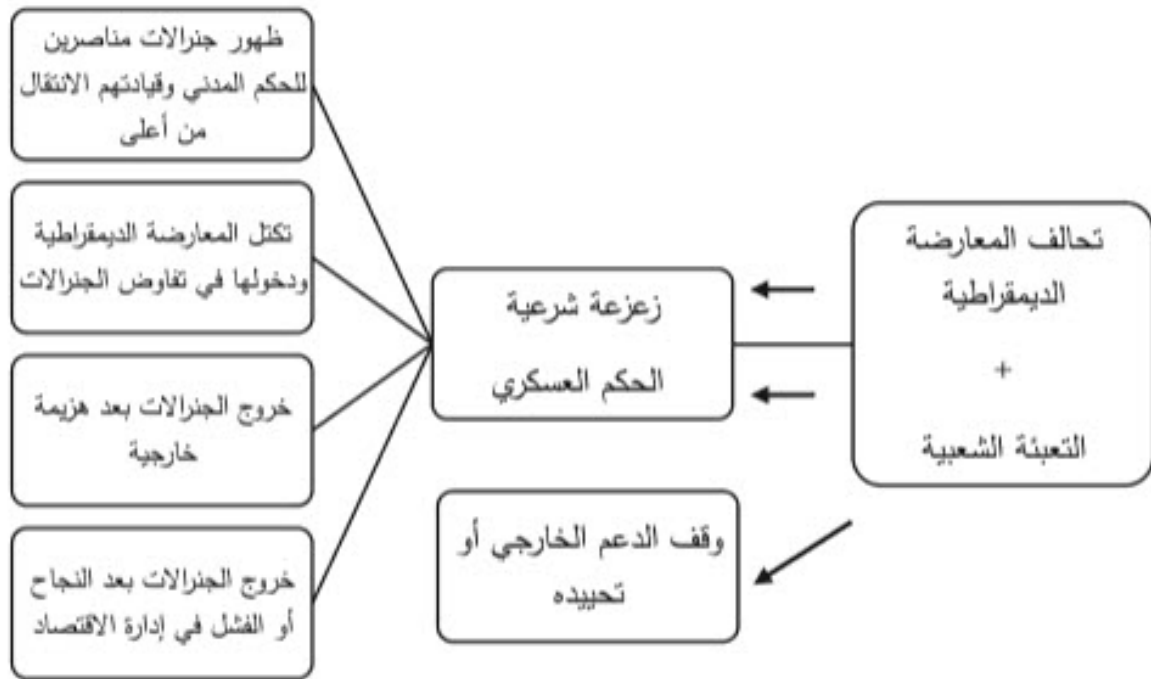 تحالف المعارضة
الديمقراطية
+
التعبئة الشعبية
زعزعة شرعية
الحكم العسكري
وقف الدعم الخارجي أو
تحييده
ظهور جنرالات مناصرين
للحكم المدني وقيادتهم الانتقال
من أعلى
تكتل المعارضة الديمقراطية
ودخولها في تفاوض الجنرالات
خروج الجنرالات بعد هزيمة
خارجية
خروج الجنرالات بعد النجاح
أو الفشل في إدارة الاقتصاد